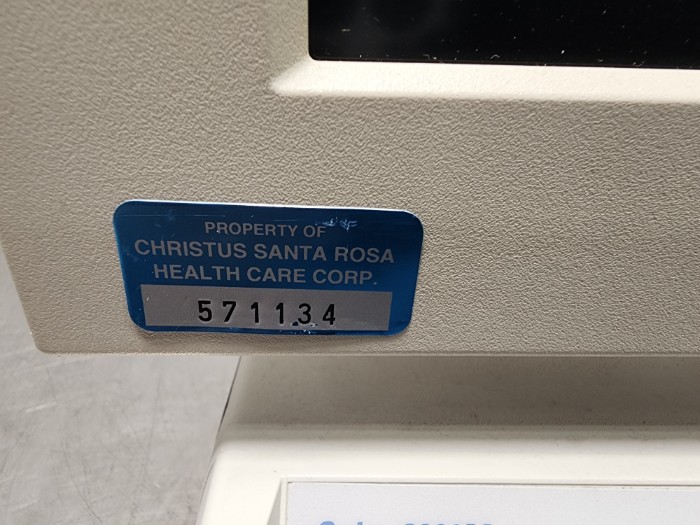 PROPERTY OF
CHRISTUS SANTA ROSA
HEALTH CARE CORP.
571134